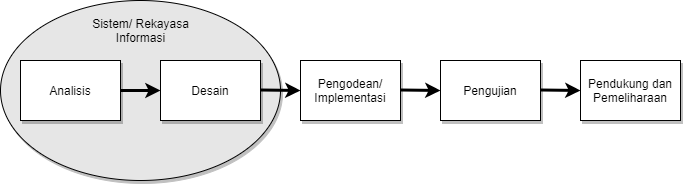 Sistem/ Rekayasa
Informasi
Analisis
Desain
Pengodean/
Implementasi
Pengujian
Pendukung dan
Pemeliharaan